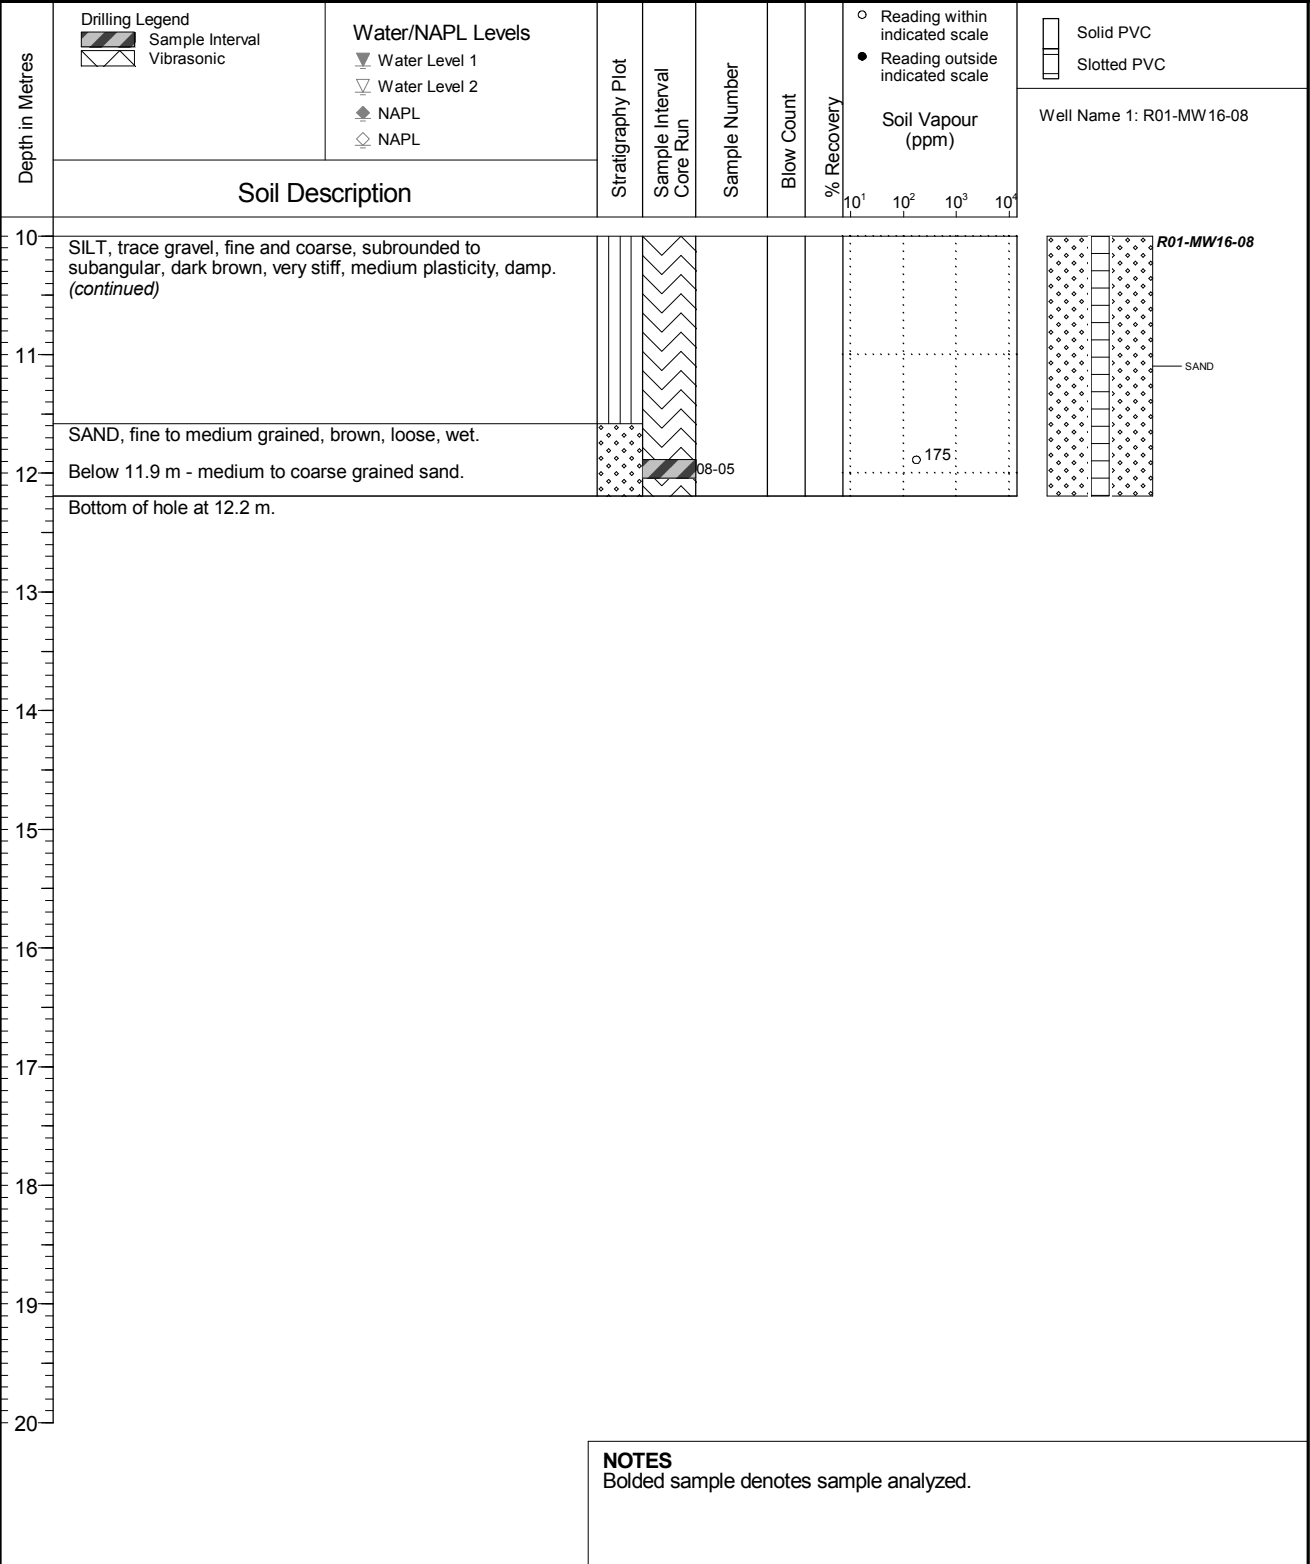 Depth in Metres
Drilling Legend
Sample Interval
Vibrasonic
Water/NAPL Levels
Water Level 1
Water Level 2
NAPL
NAPL
Soil Description
Stratigraphy Plot
Sample Interval
Core Run
Sample Number
Blow Count
% Recovery
Reading within
indicated scale
Reading outside
indicated scale
Soil Vapour
(ppm)
10¹ 10² 10³ 10⁴
Solid PVC
Slotted PVC
Well Name 1: R01-MW16-08
10
SILT, trace gravel, fine and coarse, subrounded to
subangular, dark brown, very stiff, medium plasticity, damp.
(continued)
R01-MW16-08
11
SAND
SAND, fine to medium grained, brown, loose, wet.
175
12
Below 11.9 m - medium to coarse grained sand.
08-05
Bottom of hole at 12.2 m.
13
14
15
16
17
18
19
20
NOTES
Bolded sample denotes sample analyzed.